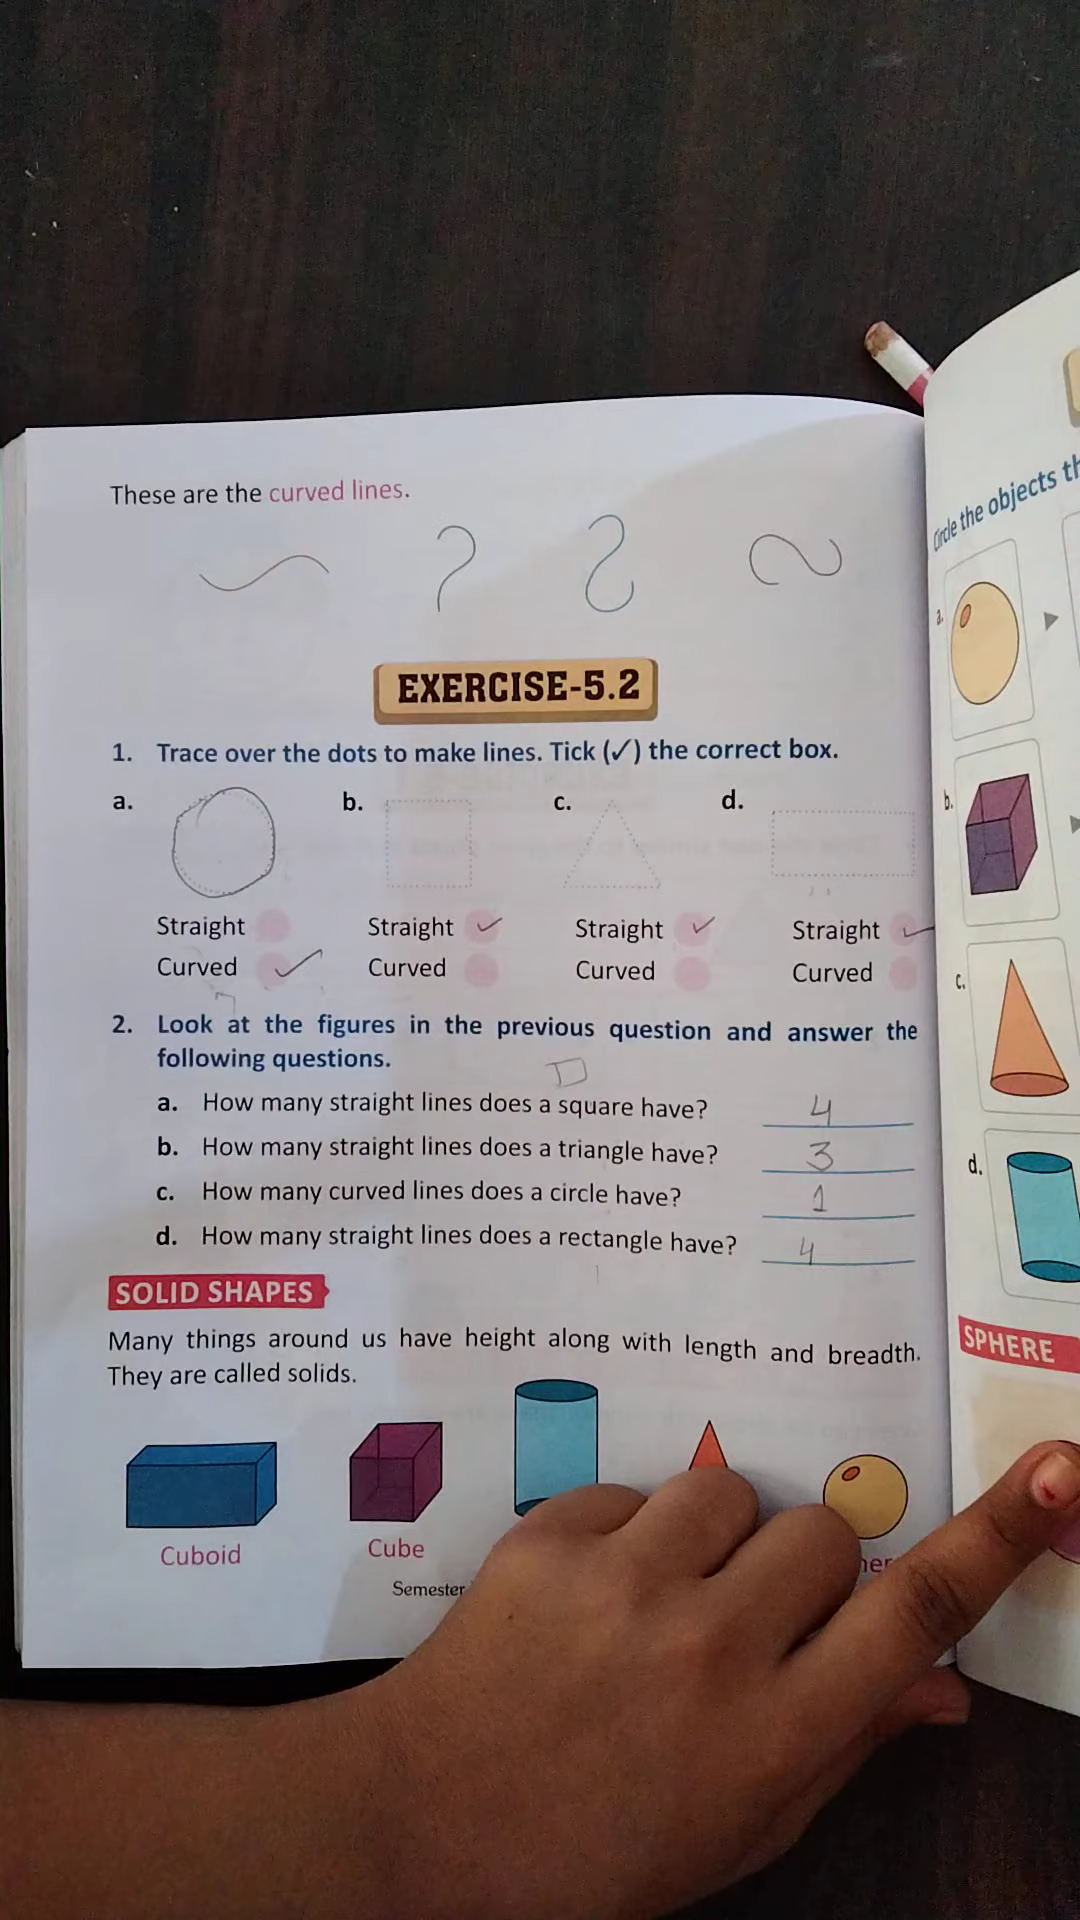 These are the curved lines.
EXERCISE-5.2
1. Trace over the dots to make lines. Tick (✓) the correct box.
a. b. c. d.
Straight Straight ✓ Straight ✓ Straight ✓
Curved ✓ Curved Curved Curved
2. Look at the figures in the previous question and answer the
following questions.
a. How many straight lines does a square have? 4
b. How many straight lines does a triangle have? 3
c. How many curved lines does a circle have? 1
d. How many straight lines does a rectangle have? 4
SOLID SHAPES
Many things around us have height along with length and breadth.
They are called solids.
Cuboid Cube
Semester
Circle the objects
a.
b.
c.
d.
SPHERE